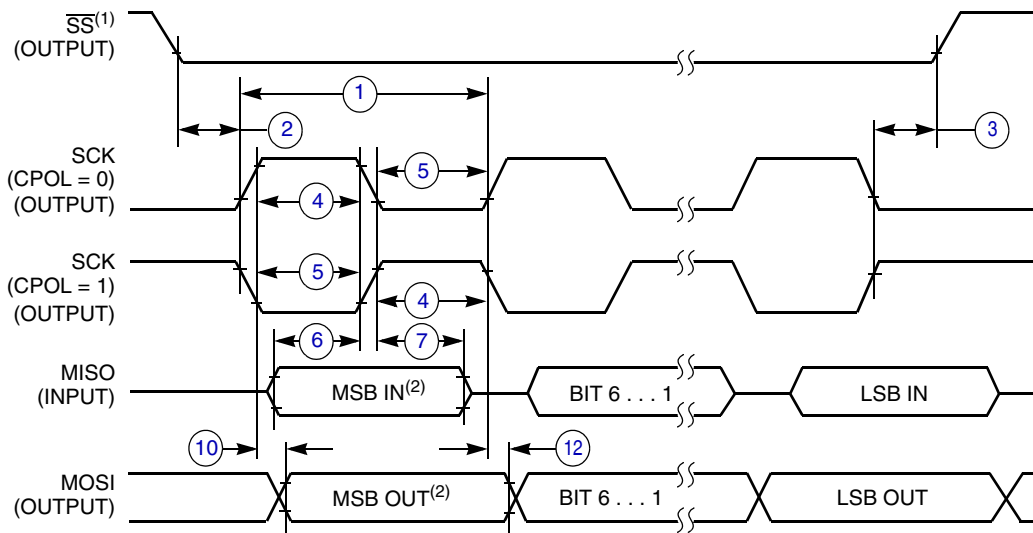 SS(1)
(OUTPUT)
1
2
3
SCK
(CPOL = 0)
(OUTPUT)
5
4
SCK
(CPOL = 1)
(OUTPUT)
5
4
6
7
MISO
(INPUT)
MSB IN(2)
BIT 6 . . . 1
LSB IN
10
12
MOSI
(OUTPUT)
MSB OUT(2)
BIT 6 . . . 1
LSB OUT